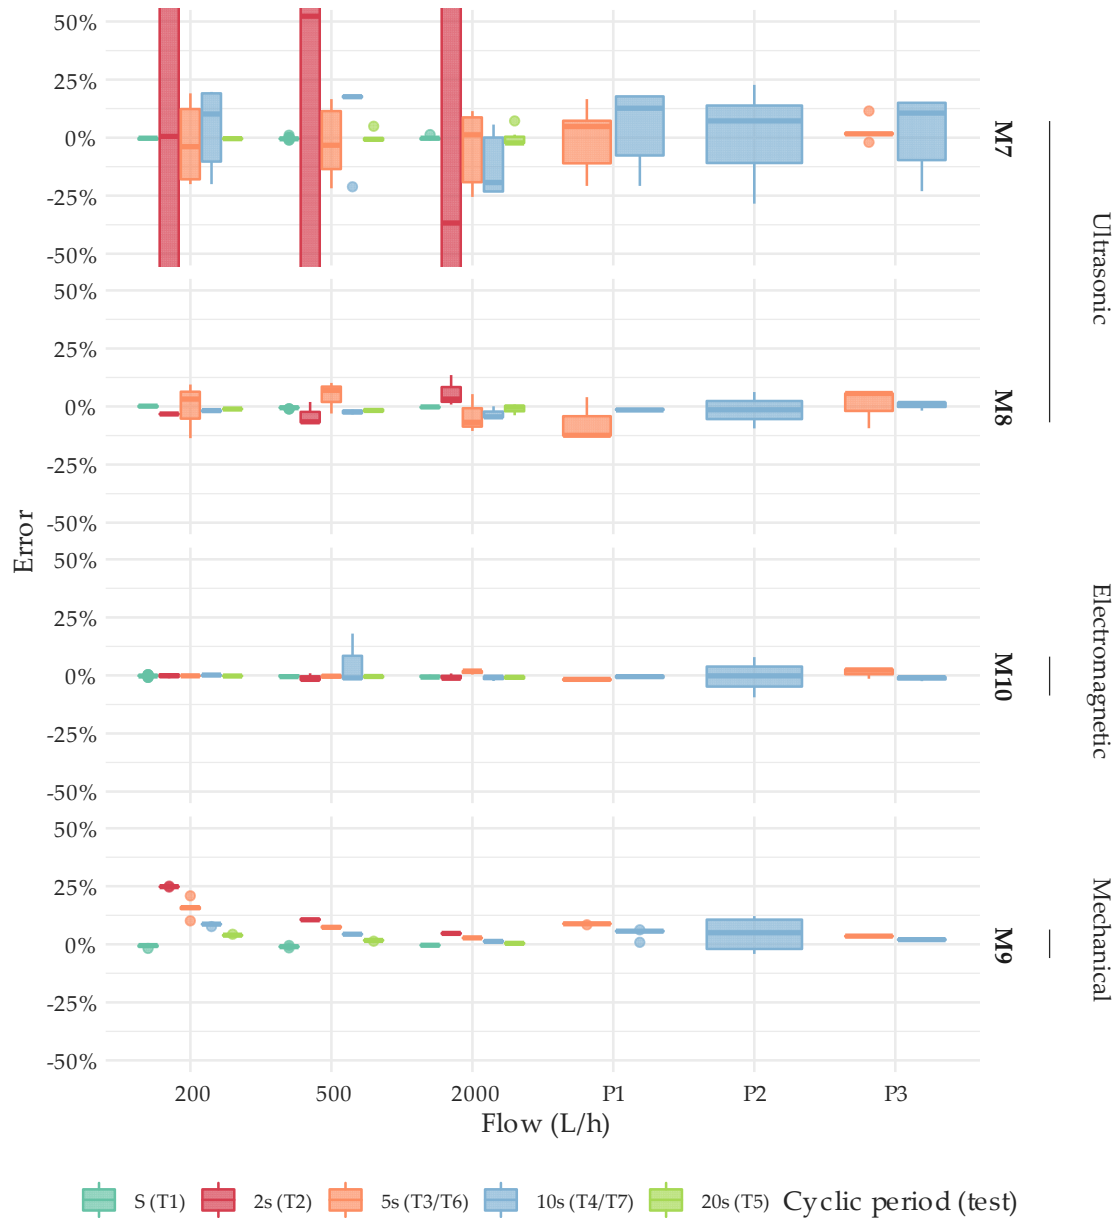 50%
25%
0%
-25%
-50%
M7
50%
25%
0%
-25%
-50%
M8
Ultrasonic
50%
25%
0%
-25%
-50%
M10
Electromagnetic
50%
25%
0%
-25%
-50%
M9
Mechanical
Error
200 500 2000 P1 P2 P3
Flow (L/h)
S (T1) 2s (T2) 5s (T3/T6) 10s (T4/T7) 20s (T5) Cyclic period (test)